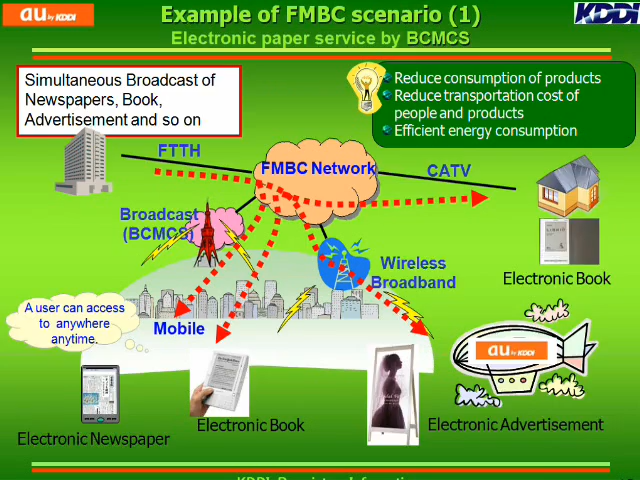 au by KDDI
Example of FMBC scenario (1)
KDDI
Electronic paper service by BCMCS
Simultaneous Broadcast of
Newspapers, Book,
Advertisement and so on
Reduce consumption of products
Reduce transportation cost of
people and products
Efficient energy consumption
FTTH
FMBC Network
CATV
Broadcast
(BCMCS)
Wireless
Broadband
Electronic Book
A user can access
to anywhere
anytime.
Mobile
au by KDDI
Electronic Newspaper
Electronic Book
Electronic Advertisement